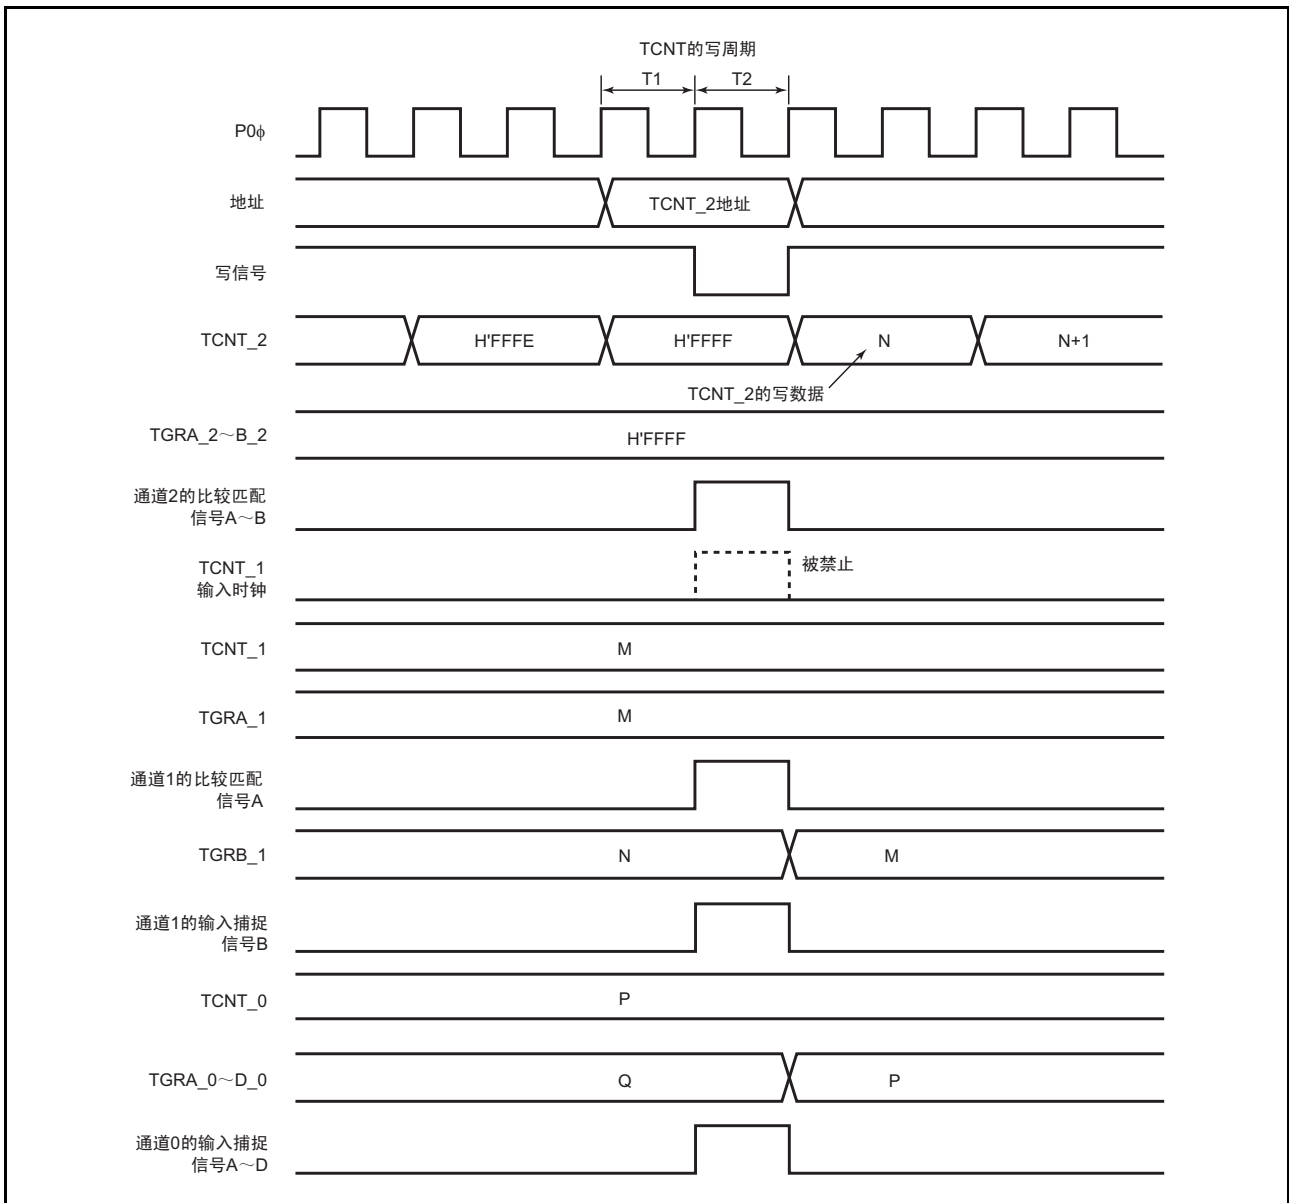 TCNT的写周期
T1 T2
P0ϕ
地址
TCNT_2地址
写信号
TCNT_2
H'FFFE
H'FFFF
N
N+1
TCNT_2的写数据
TGRA_2～B_2
H'FFFF
通道2的比较匹配
信号A～B
TCNT_1
输入时钟
被禁止
TCNT_1
M
TGRA_1
M
通道1的比较匹配
信号A
TGRB_1
N
M
通道1的输入捕捉
信号B
TCNT_0
P
TGRA_0～D_0
Q
P
通道0的输入捕捉
信号A～D